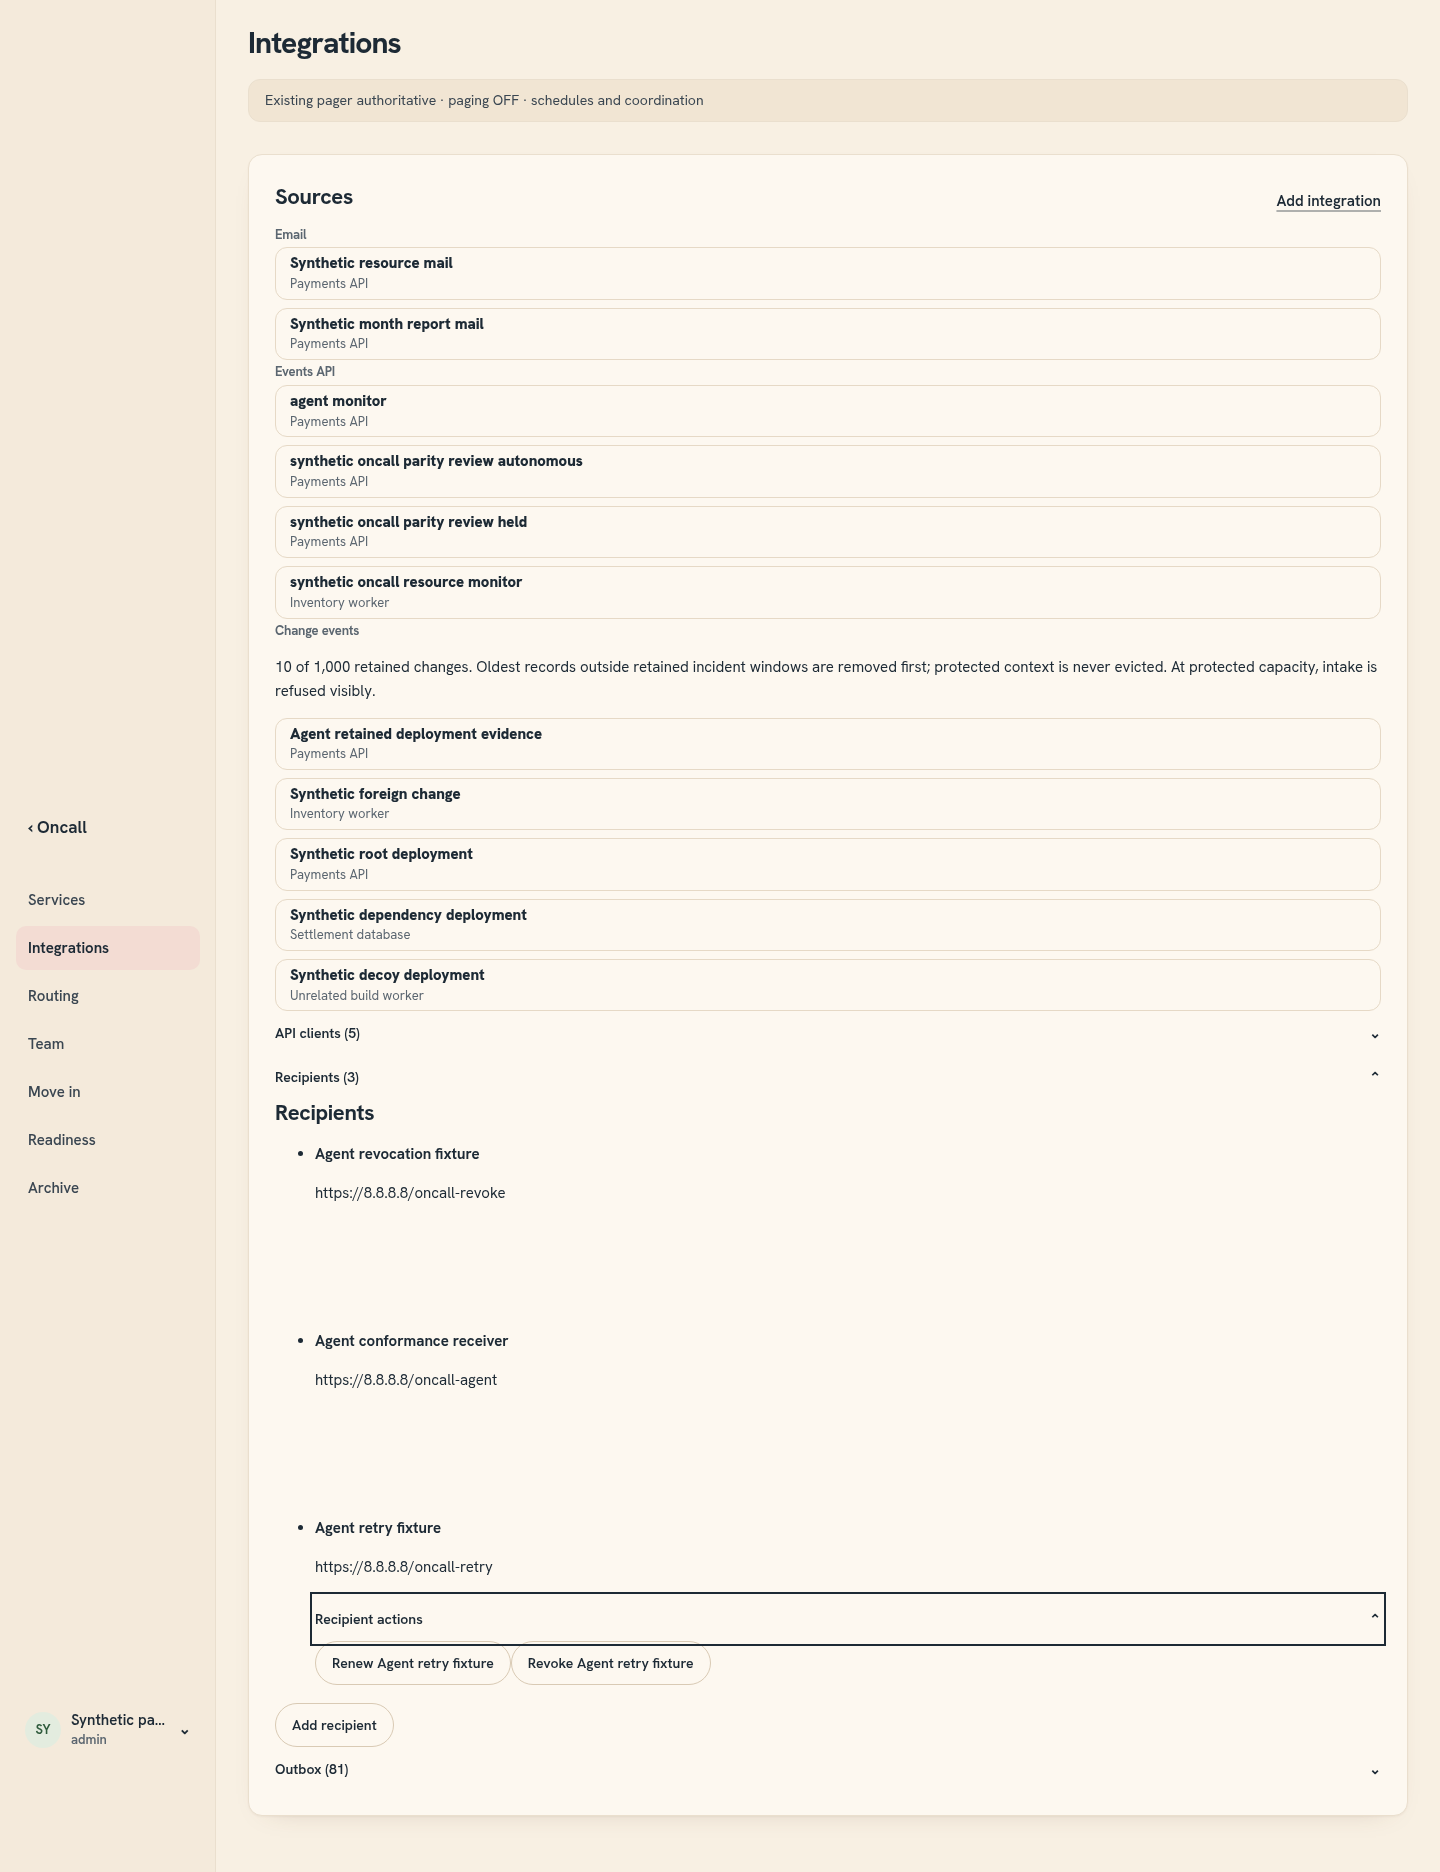 Integrations
Existing pager authoritative · paging OFF · schedules and coordination
Sources
Add integration
Email
Synthetic resource mail
Payments API
Synthetic month report mail
Payments API
Events API
agent monitor
Payments API
synthetic oncall parity review autonomous
Payments API
synthetic oncall parity review held
Payments API
synthetic oncall resource monitor
Inventory worker
Change events
10 of 1,000 retained changes. Oldest records outside retained incident windows are removed first; protected context is never evicted. At protected capacity, intake is
refused visibly.
Agent retained deployment evidence
Payments API
Synthetic foreign change
Inventory worker
Synthetic root deployment
Payments API
Synthetic dependency deployment
Settlement database
Synthetic decoy deployment
Unrelated build worker
API clients (5)
Recipients (3)
Recipients
• Agent revocation fixture
https://8.8.8.8/oncall-revoke
• Agent conformance receiver
https://8.8.8.8/oncall-agent
• Agent retry fixture
https://8.8.8.8/oncall-retry
Recipient actions
Renew Agent retry fixture
Revoke Agent retry fixture
Add recipient
Outbox (81)
‹ Oncall
Services
Integrations
Routing
Team
Move in
Readiness
Archive
SY
Synthetic pa...
admin